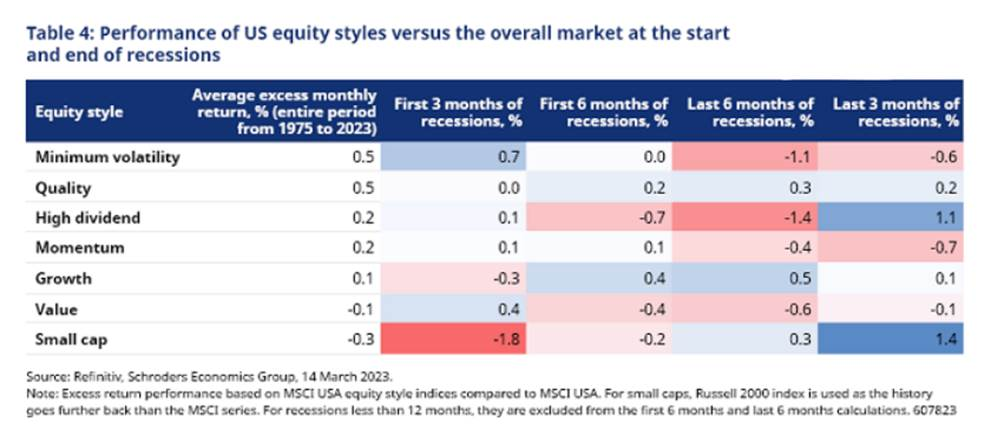 Table 4: Performance of US equity styles versus the overall market at the start
and end of recessions
Equity style Average excess monthly return, % (entire period from 1975 to 2023) First 3 months of recessions, % First 6 months of recessions, % Last 6 months of recessions, % Last 3 months of recessions, %
Minimum volatility 0.5 0.7 0.0 -1.1 -0.6
Quality 0.5 0.0 0.2 0.3 0.2
High dividend 0.2 0.1 -0.7 -1.4 1.1
Momentum 0.2 0.1 0.1 -0.4 -0.7
Growth 0.1 -0.3 0.4 0.5 0.1
Value -0.1 0.4 -0.4 -0.6 -0.1
Small cap -0.3 -1.8 -0.2 0.3 1.4
Source: Refinitiv, Schroders Economics Group, 14 March 2023.
Note: Excess return performance based on MSCI USA equity style indices compared to MSCI USA. For small caps, Russell 2000 index is used as the history
goes further back than the MSCI series. For recessions less than 12 months, they are excluded from the first 6 months and last 6 months calculations. 607823